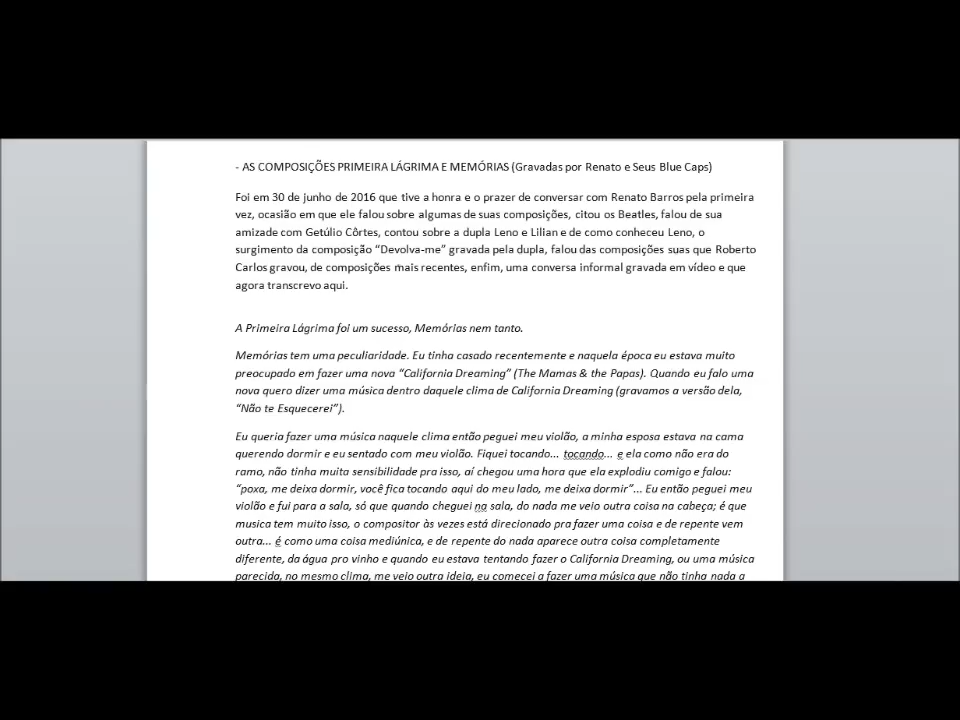 - AS COMPOSIÇÕES PRIMEIRA LÁGRIMA E MEMÓRIAS (Gravadas por Renato e Seus Blue Caps)
Foi em 30 de junho de 2016 que tive a honra e o prazer de conversar com Renato Barros pela primeira
vez, ocasião em que ele falou sobre algumas de suas composições, citou os Beatles, falou de sua
amizade com Getúlio Côrtes, contou sobre a dupla Leno e Lilian e de como conheceu Leno, o
surgimento da composição “Devolva-me” gravada pela dupla, falou das composições suas que Roberto
Carlos gravou, de composições mais recentes, enfim, uma conversa informal gravada em vídeo e que
agora transcrevo aqui.
A Primeira Lágrima foi um sucesso, Memórias nem tanto.
Memórias tem uma peculiaridade. Eu tinha casado recentemente e naquela época eu estava muito
preocupado em fazer uma nova “California Dreaming” (The Mamas & the Papas). Quando eu falo uma
nova quero dizer uma música dentro daquele clima de California Dreaming (gravamos a versão dela,
“Não te Esquecerei”).
Eu queria fazer uma música naquele clima então peguei meu violão, a minha esposa estava na cama
querendo dormir e eu sentado com meu violão. Fiquei tocando... tocando... e ela como não era do
ramo, não tinha muita sensibilidade pra isso, aí chegou uma hora que ela explodiu comigo e falou:
“poxa, me deixa dormir, você fica tocando aqui do meu lado, me deixa dormir”... Eu então peguei meu
violão e fui para a sala, só que quando cheguei na sala, do nada me veio outra coisa na cabeça; é que
musica tem muito isso, o compositor às vezes está direcionado pra fazer uma coisa e de repente vem
outra... é como uma coisa mediúnica, e de repente do nada aparece outra coisa completamente
diferente, da água pro vinho e quando eu estava tentando fazer o California Dreaming, ou uma música
parecida, no mesmo clima, me veio outra ideia, eu comecei a fazer uma música que não tinha nada a